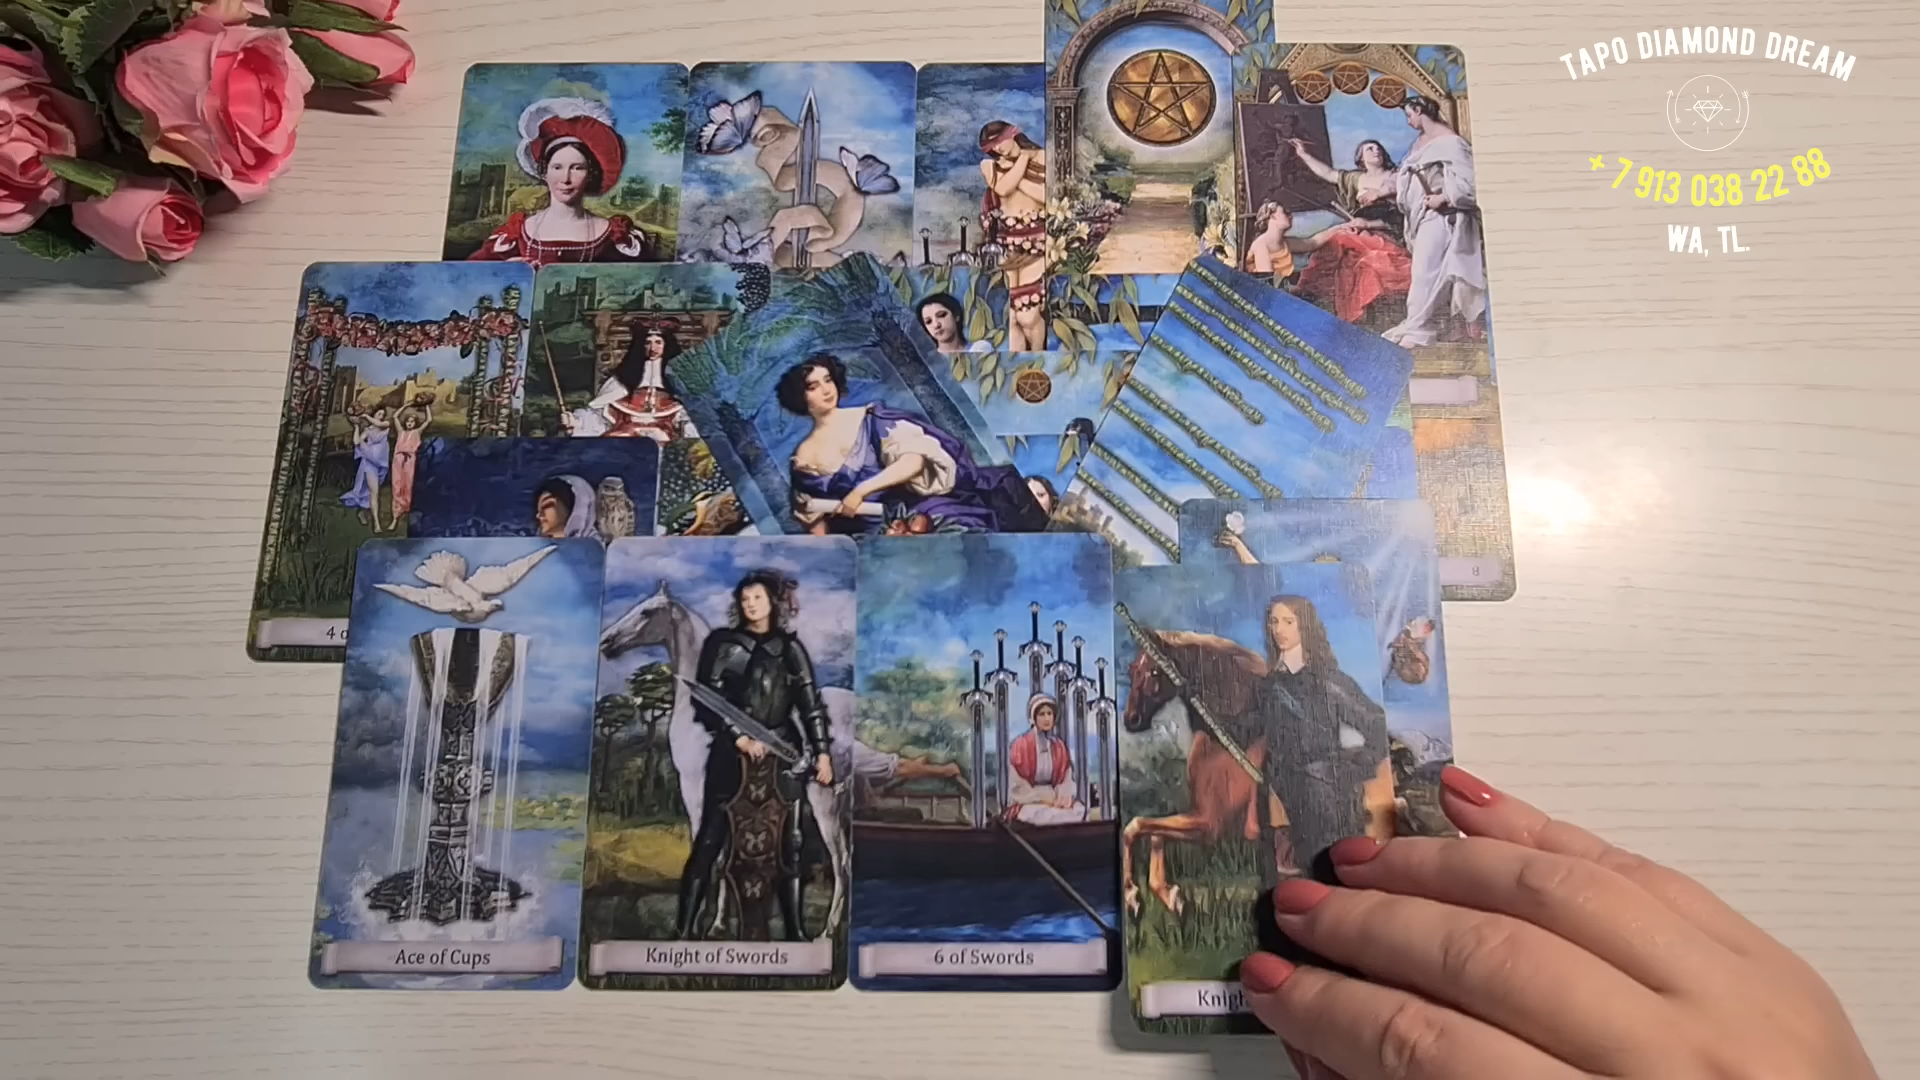 ТАРО DIAMOND DREAM
+ 7 913 038 22 88
WA, TL.
8
4 o
Ace of Cups
Knight of Swords
6 of Swords
Knigh